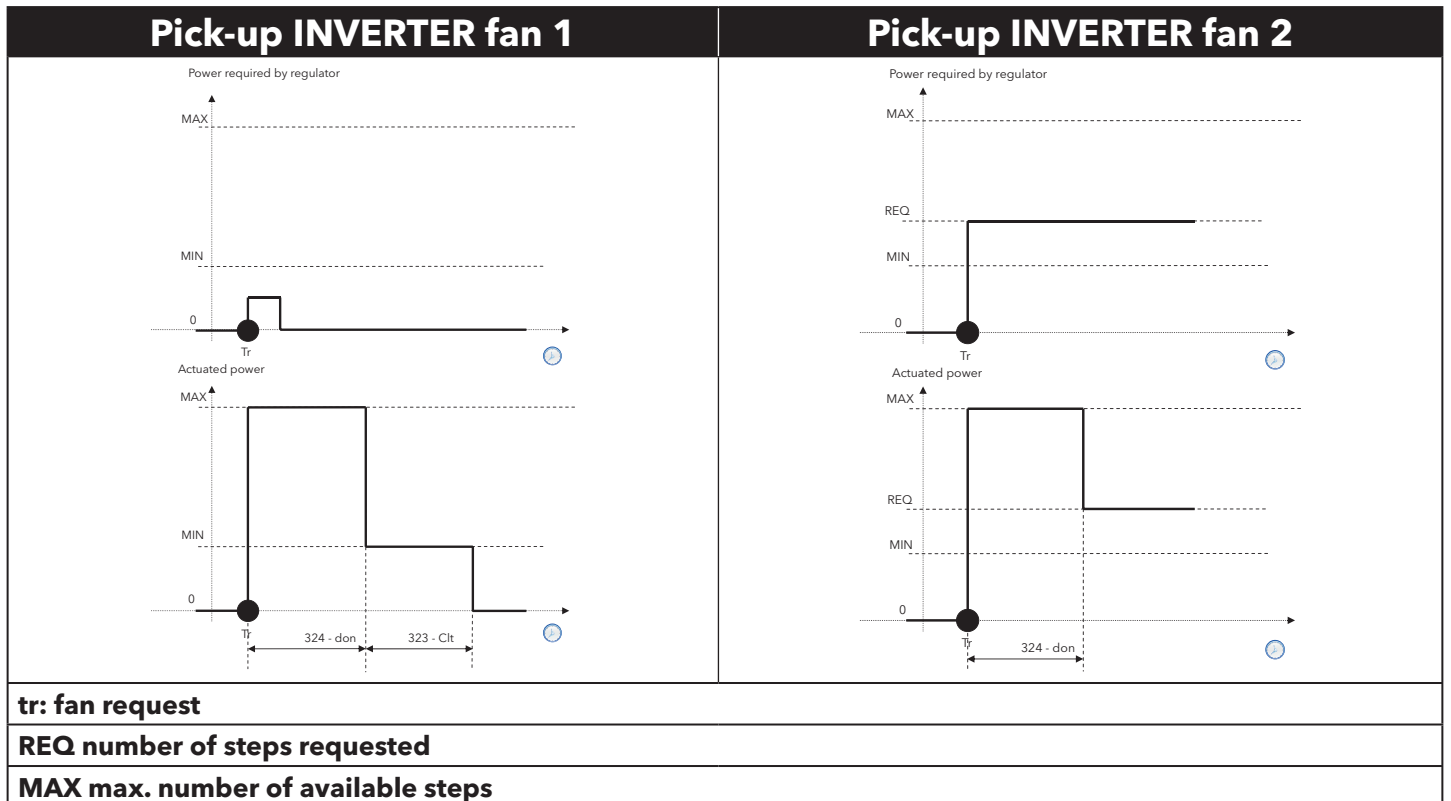 Pick-up INVERTER fan 1
Power required by regulator
MAX
MIN
0
Tr
Actuated power
MAX
MIN
0
Tr
324 - don
323 - Clt
Pick-up INVERTER fan 2
Power required by regulator
MAX
REQ
MIN
0
Tr
Actuated power
MAX
REQ
MIN
0
Tr
324 - don
tr: fan request
REQ number of steps requested
MAX max. number of available steps